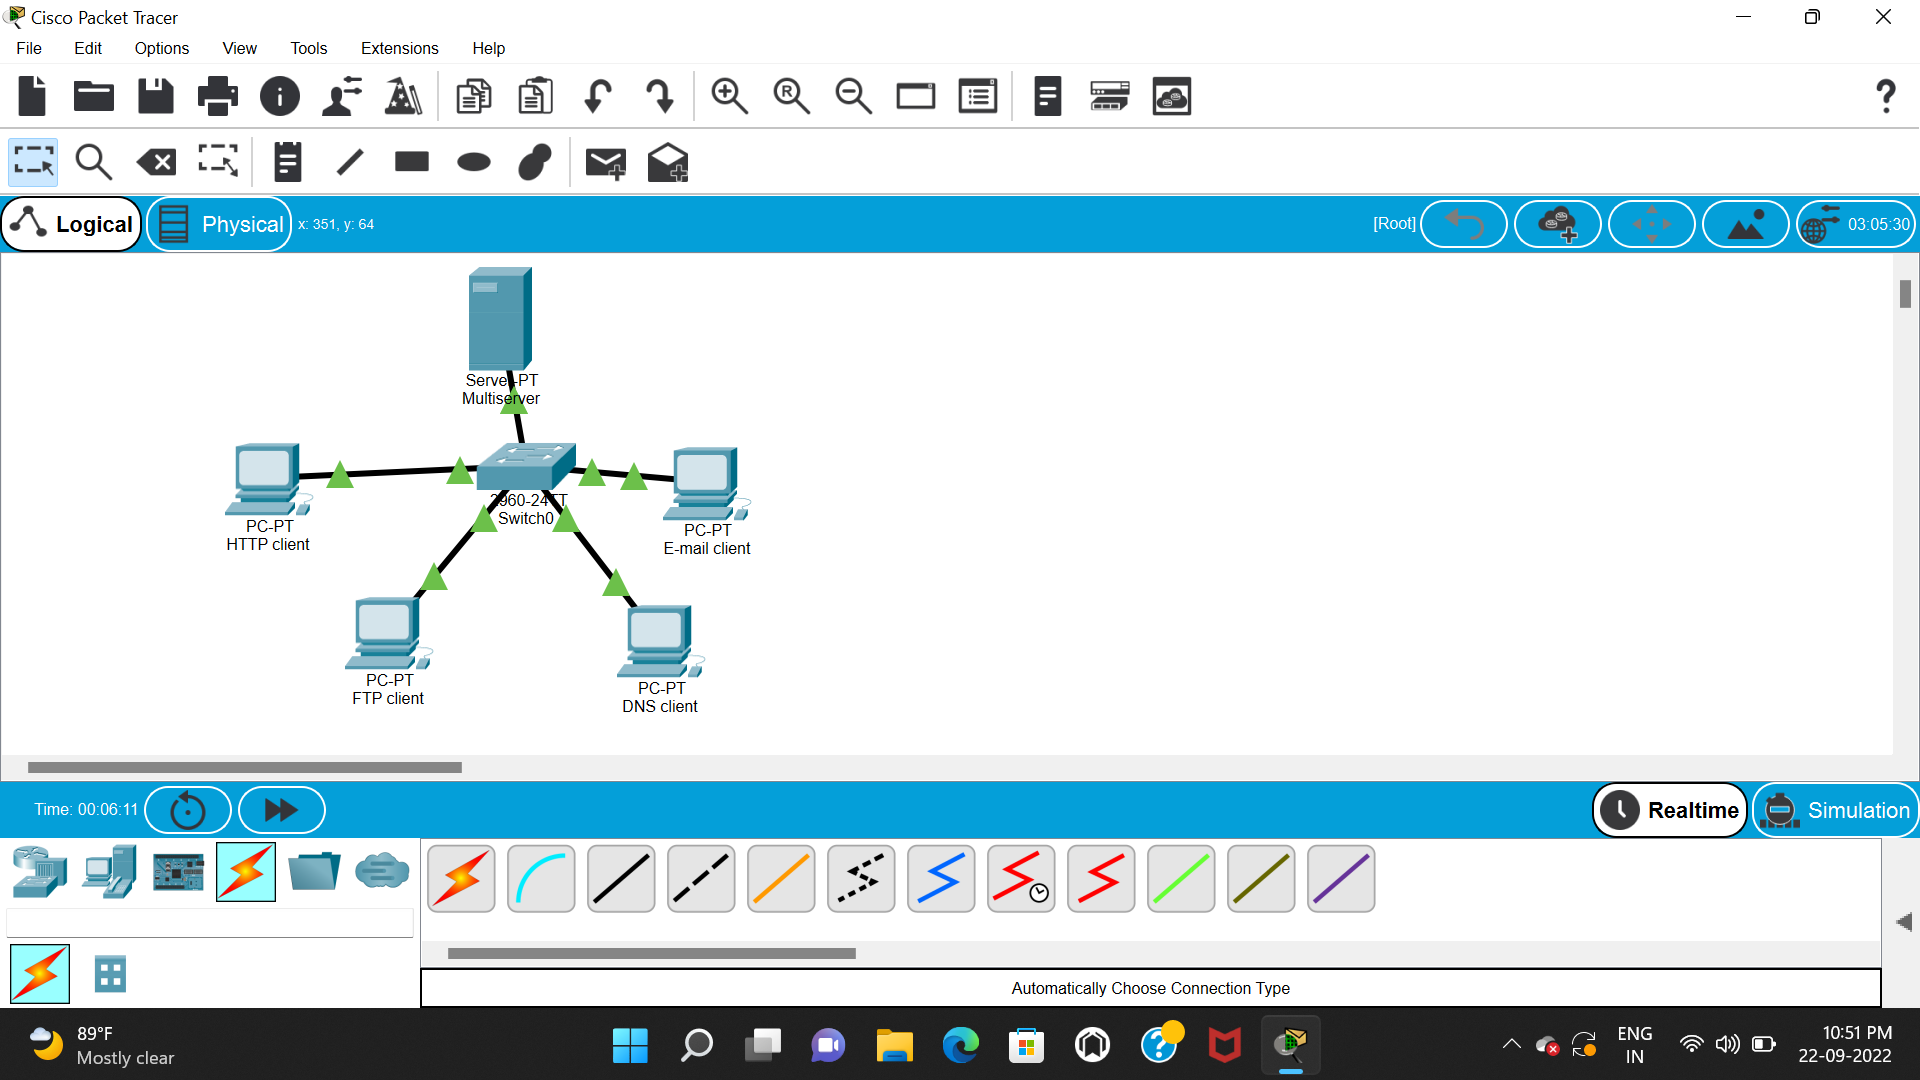 Cisco Packet Tracer
File Edit Options View Tools Extensions Help
R
Logical Physical x: 351, y: 64 [Root] 03:05:30
Server-PT
Multiserver
2960-24TT
Switch0
PC-PT
HTTP client
PC-PT
E-mail client
PC-PT
FTP client
PC-PT
DNS client
Time: 00:06:11 Realtime Simulation
Automatically Choose Connection Type
89°F
Mostly clear
ENG
IN
10:51 PM
22-09-2022